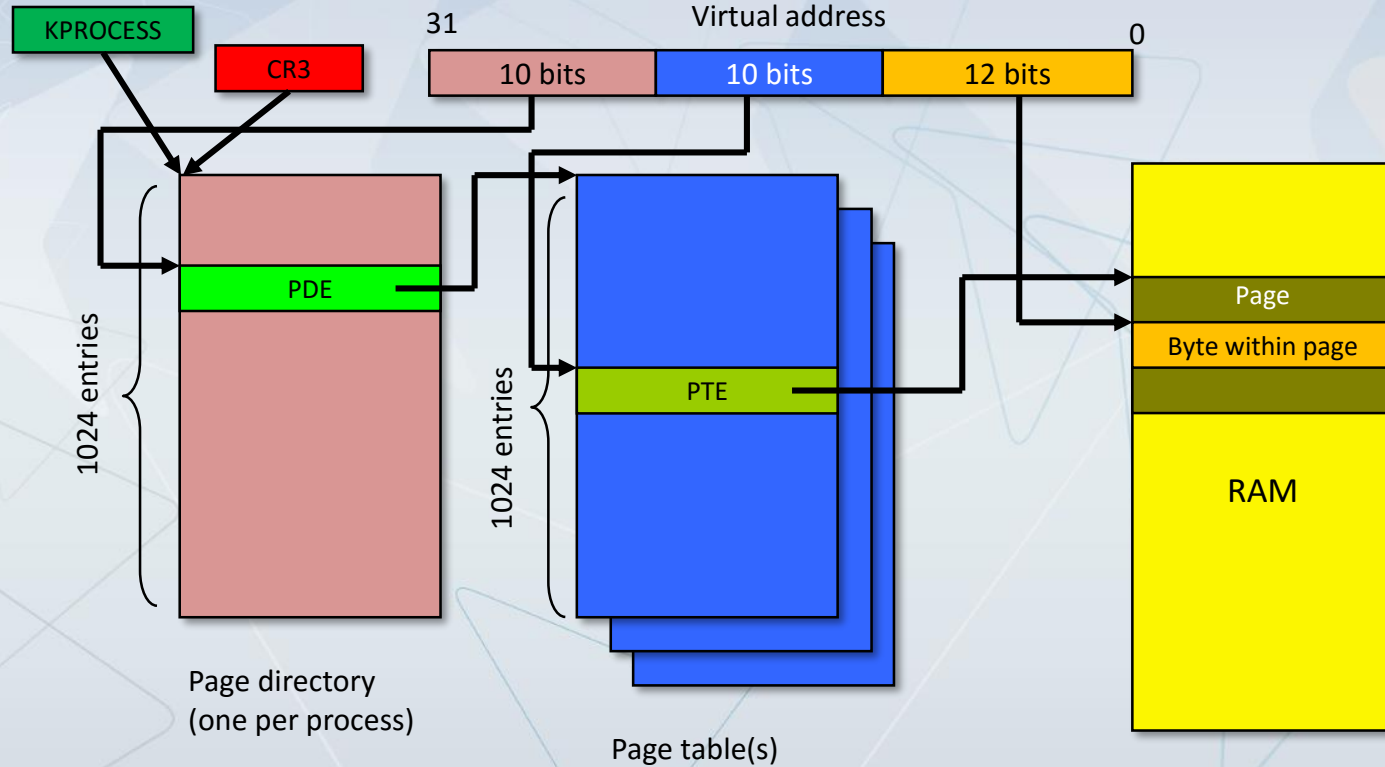 Virtual address
KPROCESS
31
0
CR3
10 bits
10 bits
12 bits
PDE
Page
Byte within page
PTE
1024 entries
1024 entries
RAM
Page directory
(one per process)
Page table(s)